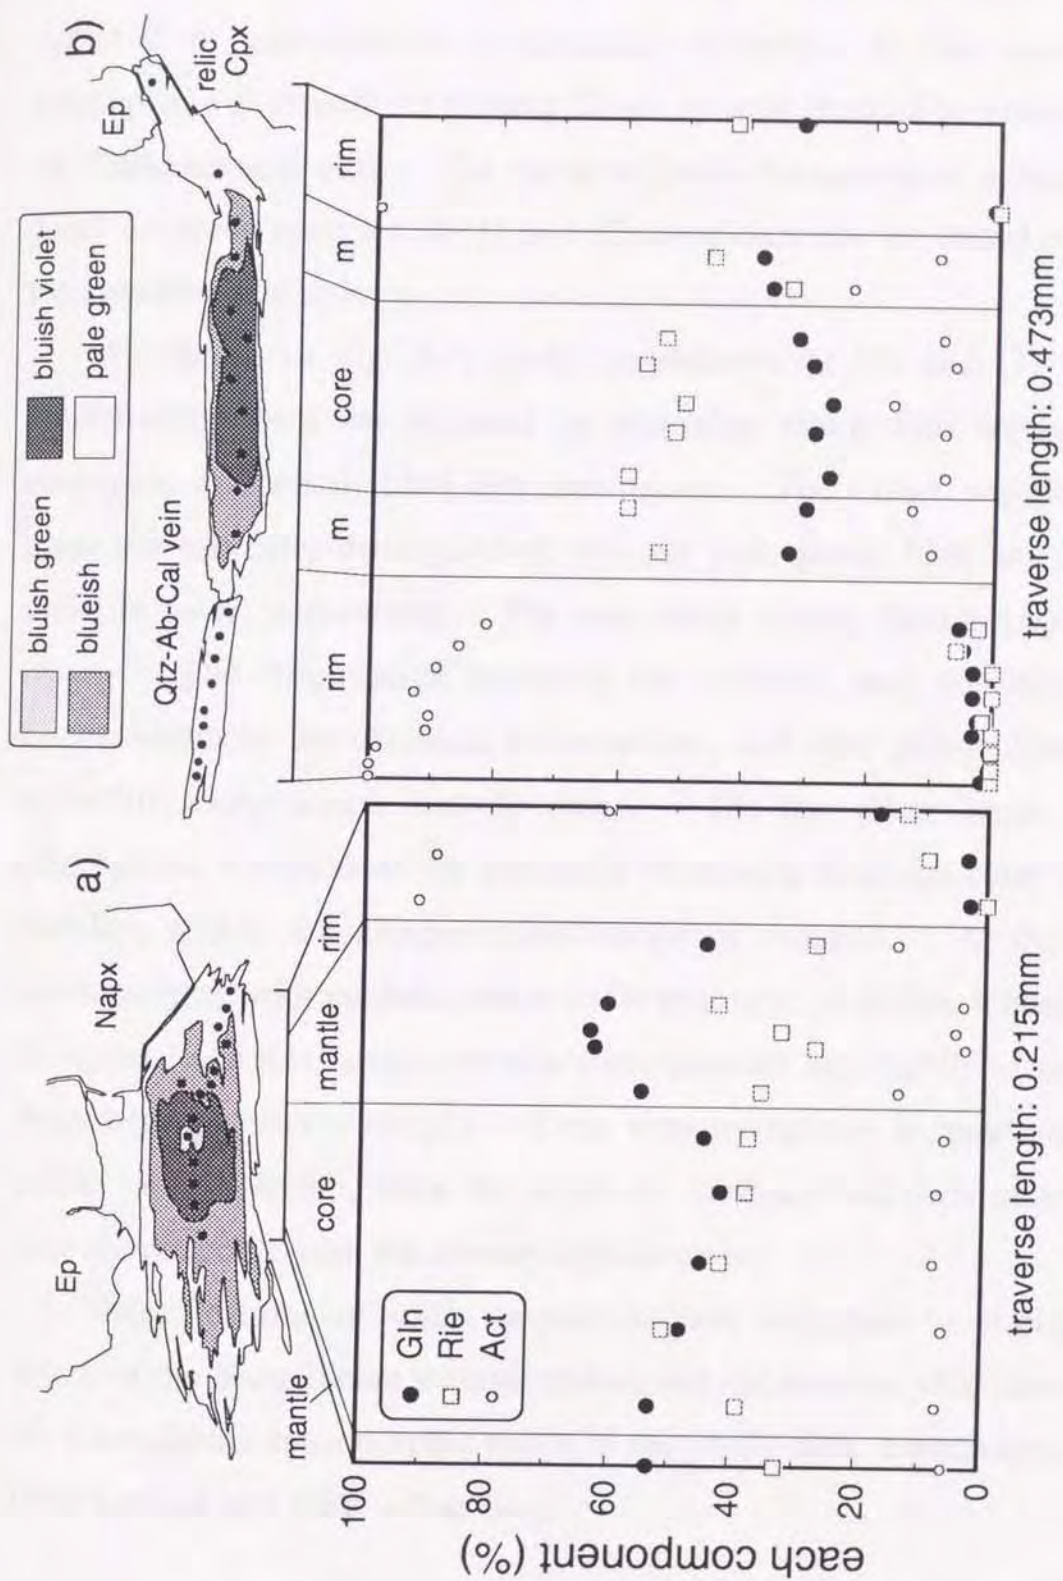 a)
b)
bluish green
bluish violet
blueish
pale green
Ep
Napx
Qtz-Ab-Cal vein
Ep
relic
Cpx
mantle
core
mantle
rim
rim
m
core
m
rim
Gln
Rie
Act
each component (%)
100
80
60
40
20
0
traverse length: 0.215mm
traverse length: 0.473mm